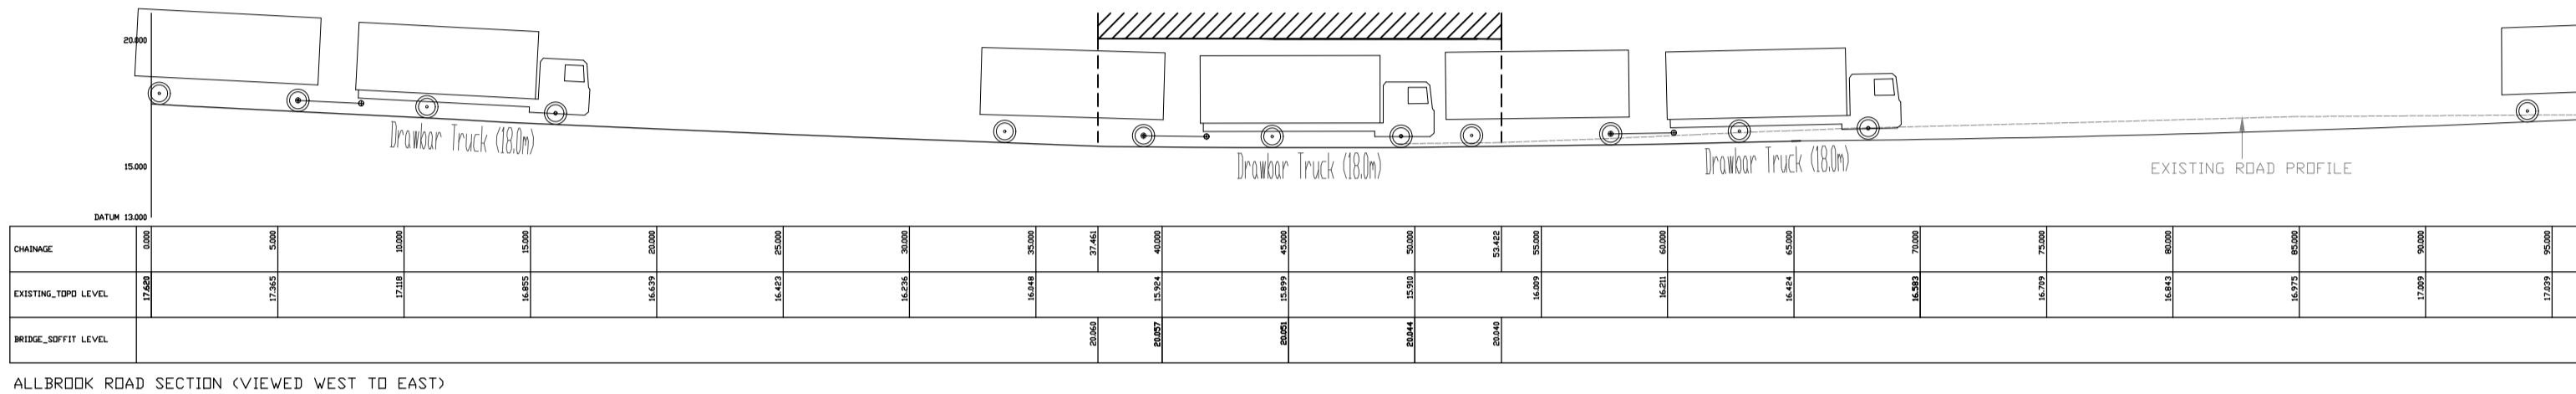 20.000
15.000
DATUM 13.000
Drawbar Truck (18.0m)
Drawbar Truck (18.0m)
Drawbar Truck (18.0m)
EXISTING ROAD PROFILE
CHAINAGE 0.000 5.000 10.000 15.000 20.000 25.000 30.000 35.000 37.461 40.000 45.000 50.000 53.422 55.000 60.000 65.000 70.000 75.000 80.000 85.000 90.000 95.000
EXISTING_TOPO LEVEL 17.620 17.365 17.118 16.855 16.639 16.423 16.236 16.048 15.924 15.899 15.910 16.009 16.211 16.424 16.583 16.709 16.843 16.975 17.009 17.039
BRIDGE_SOFFIT LEVEL 20.060 20.057 20.051 20.044 20.040
ALLBROOK ROAD SECTION (VIEWED WEST TO EAST)